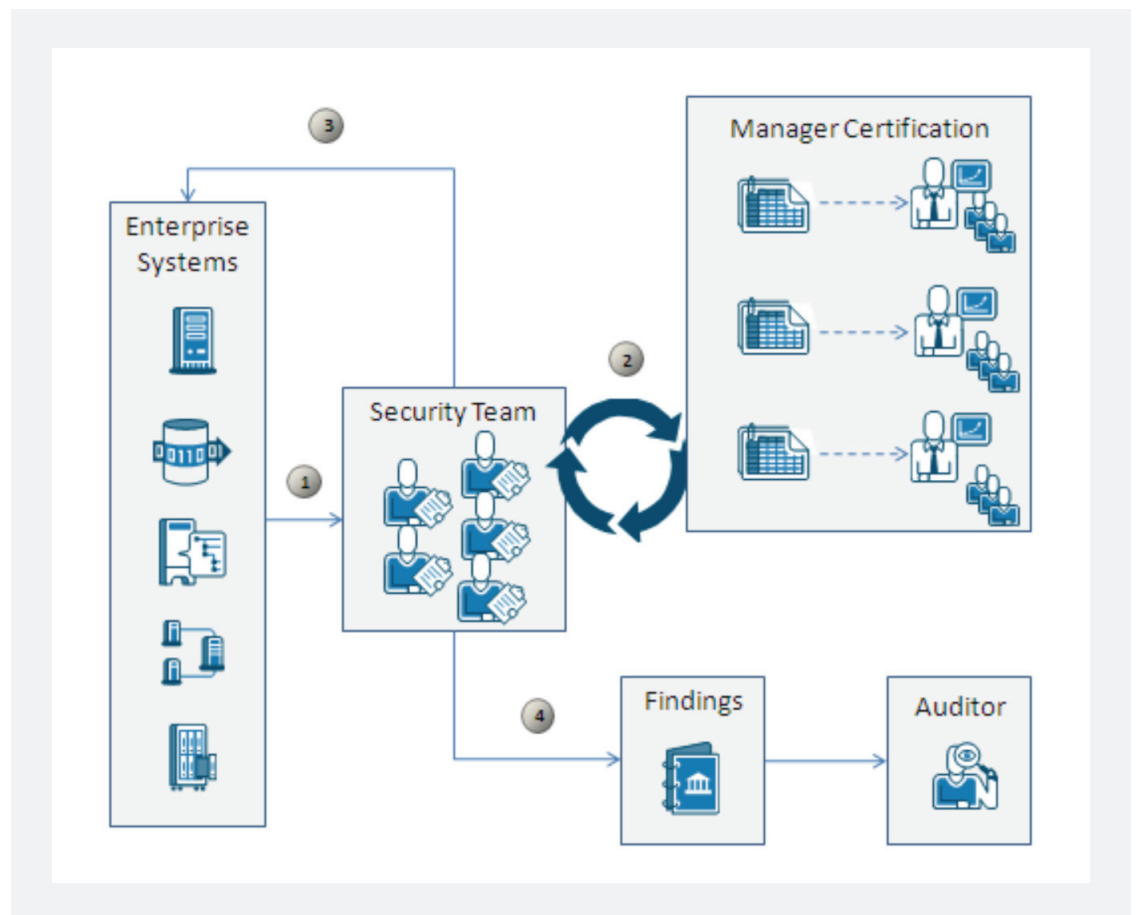 3
Manager Certification
Enterprise
Systems
2
Security Team
1
4
Findings
Auditor